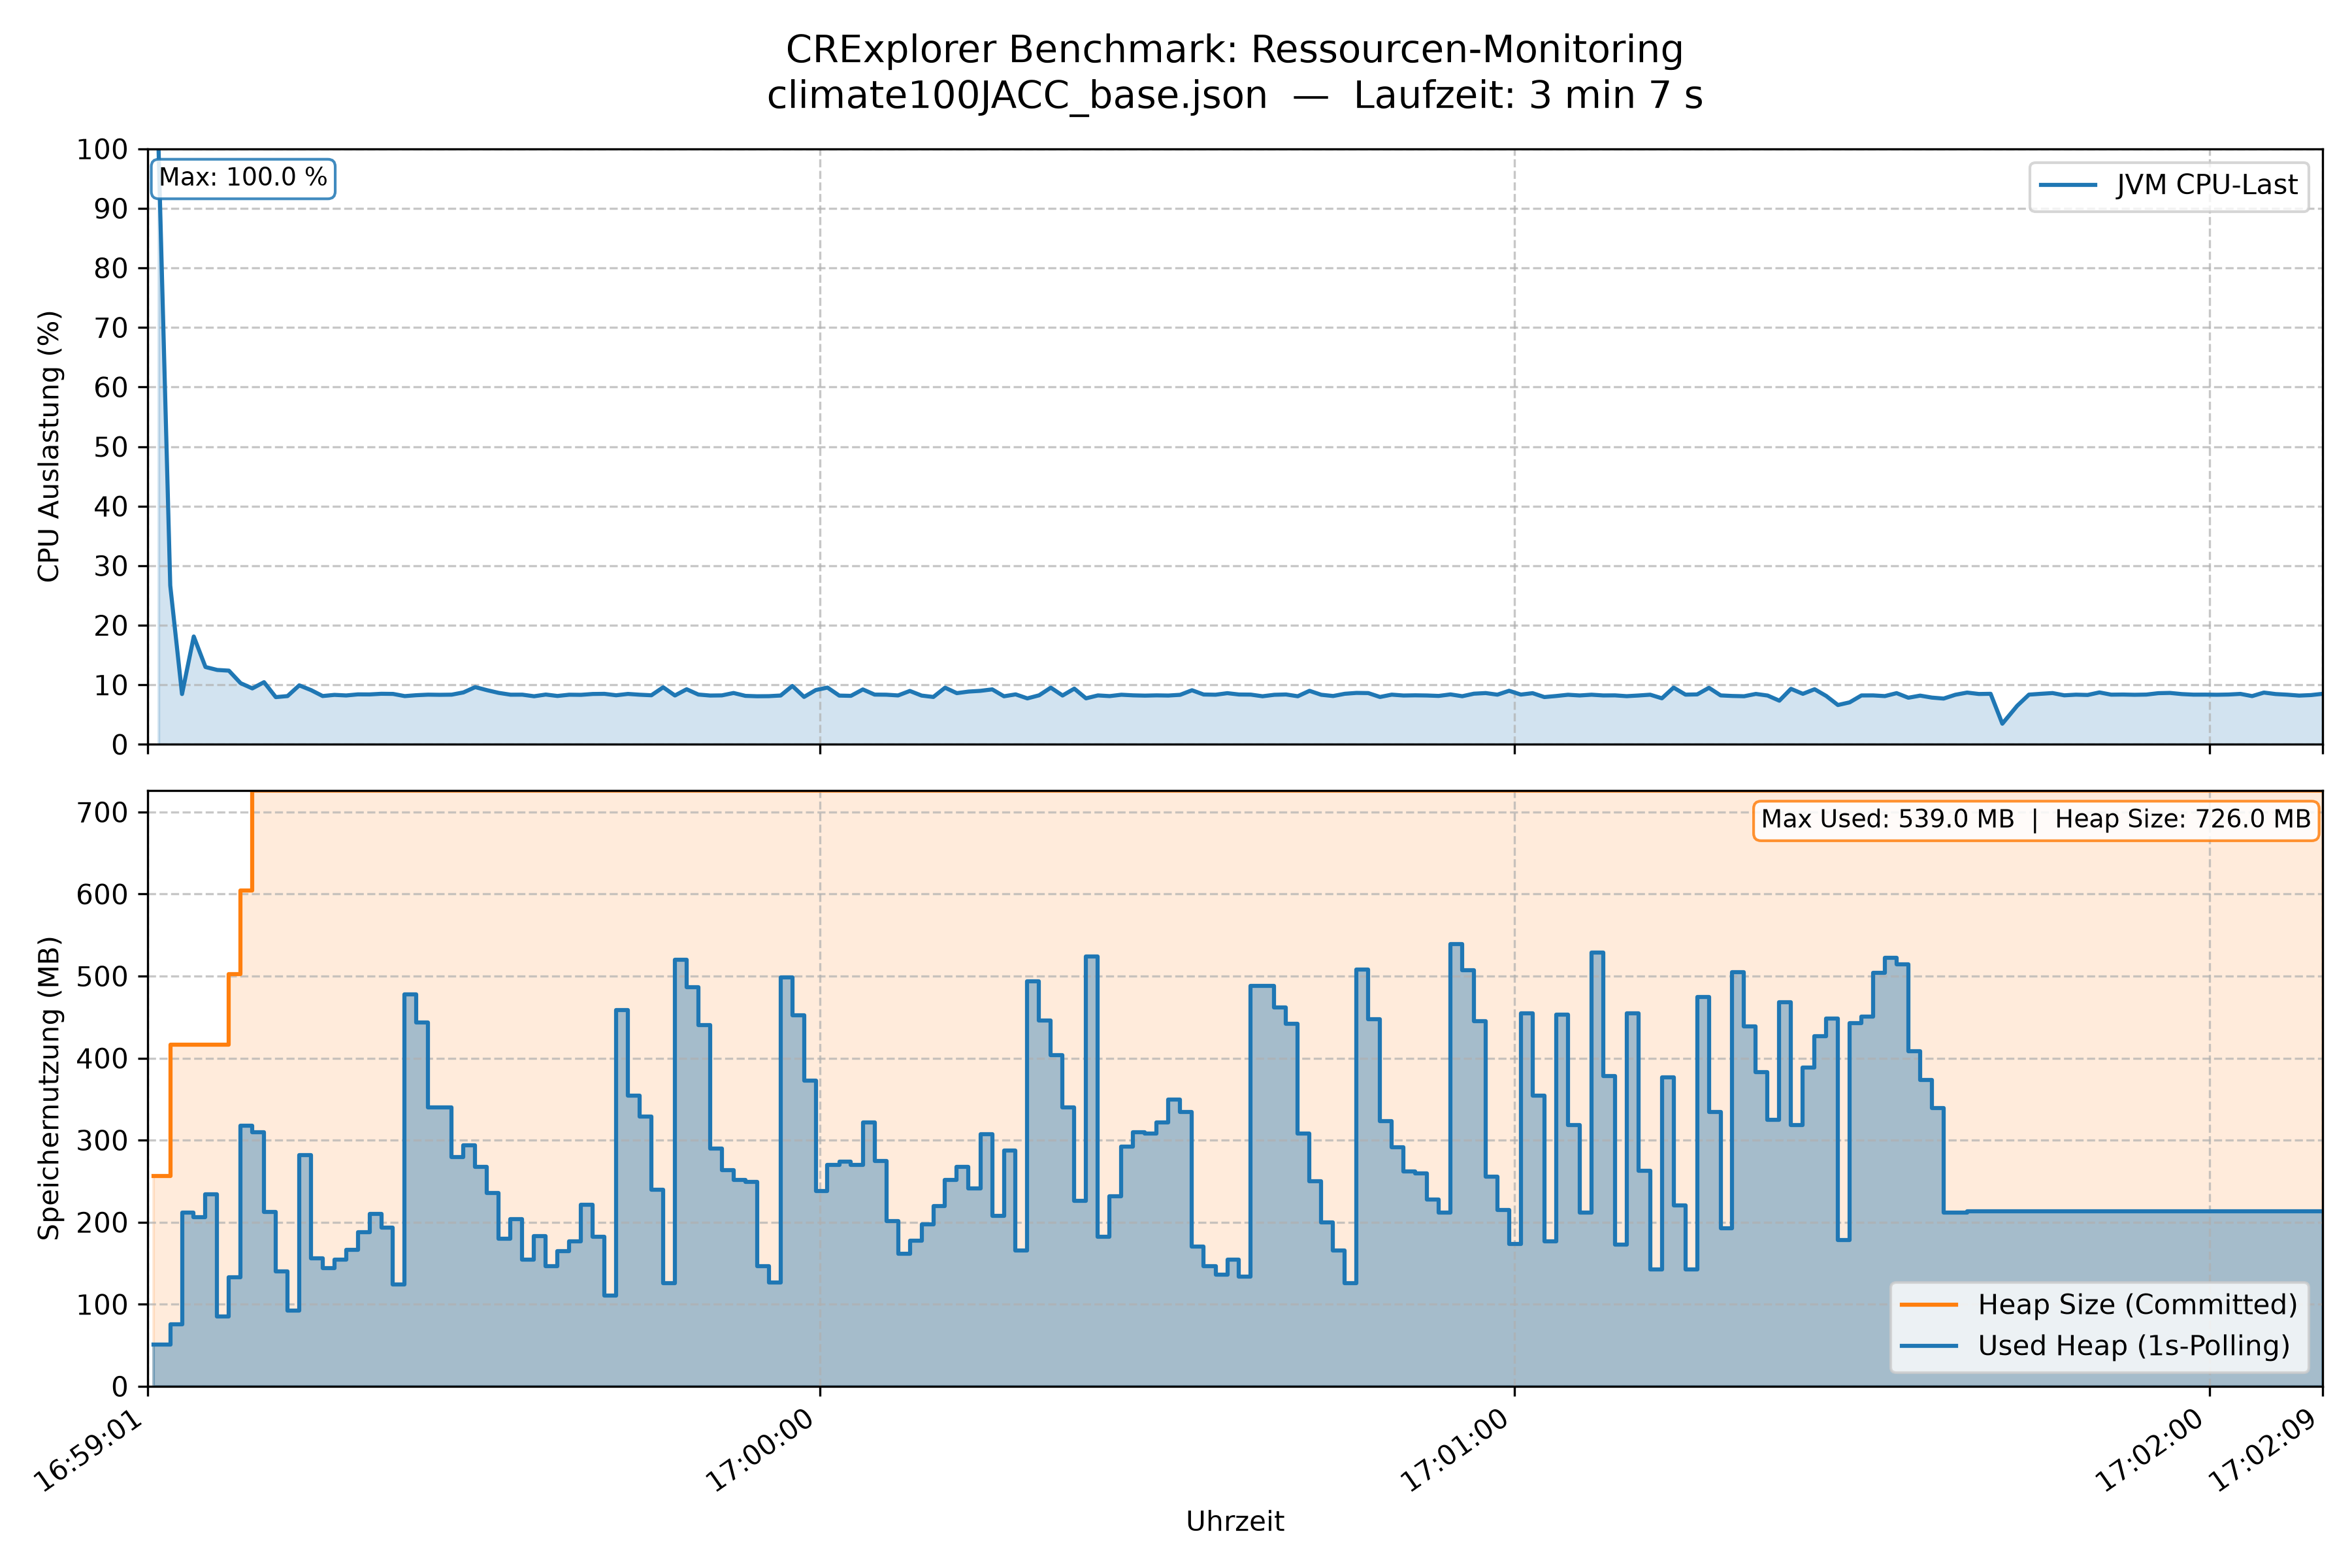 CRExplorer Benchmark: Ressourcen-Monitoring
climate100JACC_base.json — Laufzeit: 3 min 7 s
CPU Auslastung (%)
100
90
80
70
60
50
40
30
20
10
0
Max: 100.0 %
JVM CPU-Last
Speichernutzung (MB)
700
600
500
400
300
200
100
0
Max Used: 539.0 MB | Heap Size: 726.0 MB
Heap Size (Committed)
Used Heap (1s-Polling)
16:59:01
17:00:00
17:01:00
17:02:00
17:02:09
Uhrzeit